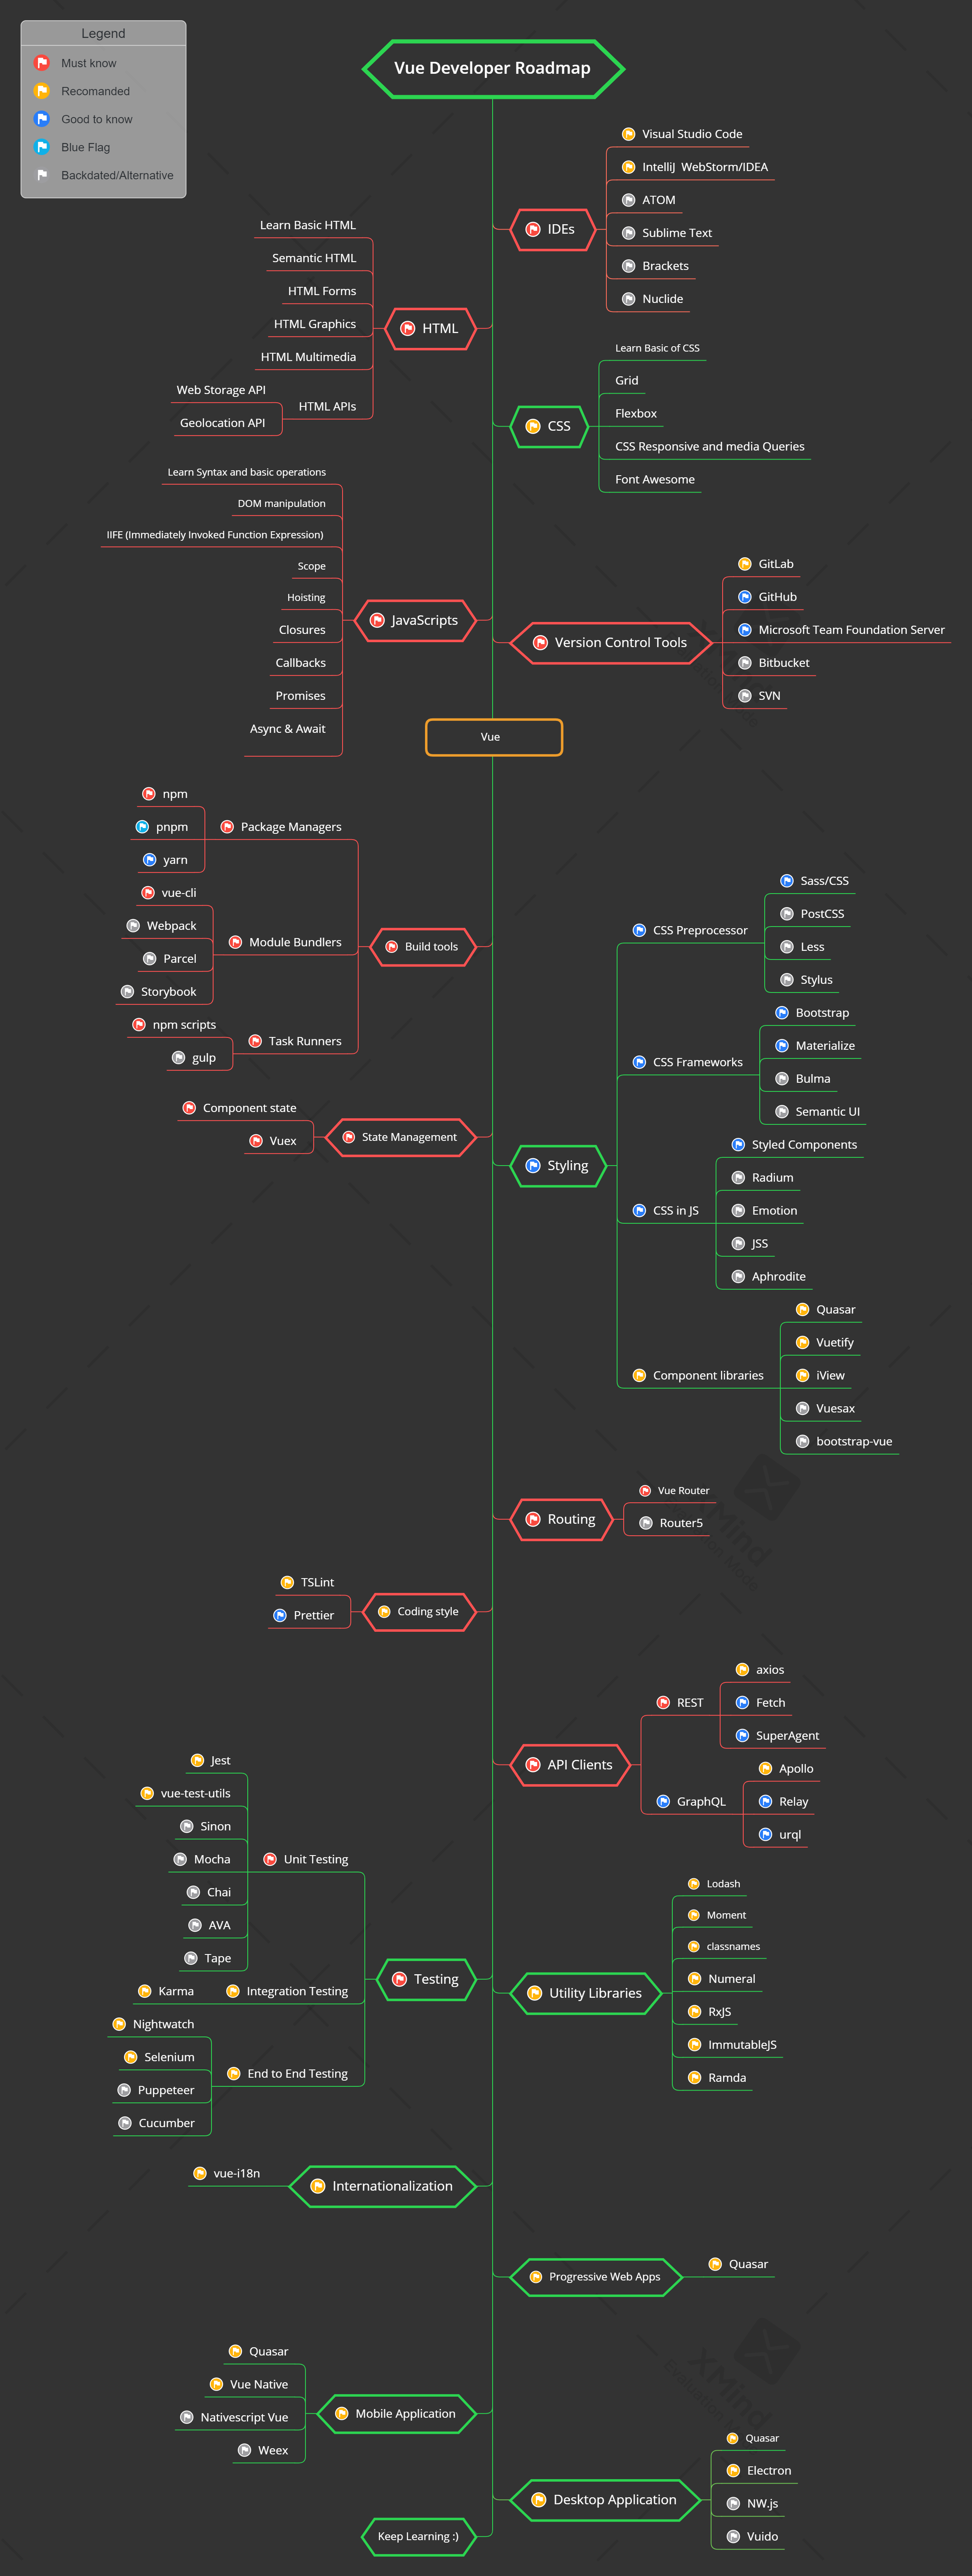 Legend
Must know
Recomanded
Good to know
Blue Flag
Backdated/Alternative
Vue Developer Roadmap
IDEs
Visual Studio Code
IntelliJ WebStorm/IDEA
ATOM
Sublime Text
Brackets
Nuclide
HTML
Learn Basic HTML
Semantic HTML
HTML Forms
HTML Graphics
HTML Multimedia
HTML APIs
Web Storage API
Geolocation API
CSS
Learn Basic of CSS
Grid
Flexbox
CSS Responsive and media Queries
Font Awesome
JavaScripts
Learn Syntax and basic operations
DOM manipulation
IIFE (Immediately Invoked Function Expression)
Scope
Hoisting
Closures
Callbacks
Promises
Async & Await
Version Control Tools
GitLab
GitHub
Microsoft Team Foundation Server
Bitbucket
SVN
Vue
Build tools
Package Managers
npm
pnpm
yarn
Module Bundlers
vue-cli
Webpack
Parcel
Storybook
Task Runners
npm scripts
gulp
State Management
Component state
Vuex
Styling
CSS Preprocessor
Sass/CSS
PostCSS
Less
Stylus
CSS Frameworks
Bootstrap
Materialize
Bulma
Semantic UI
CSS in JS
Styled Components
Radium
Emotion
JSS
Aphrodite
Component libraries
Quasar
Vuetify
iView
Vuesax
bootstrap-vue
Routing
Vue Router
Router5
Coding style
TSLint
Prettier
API Clients
REST
axios
Fetch
SuperAgent
GraphQL
Apollo
Relay
urql
Testing
Unit Testing
Jest
vue-test-utils
Sinon
Mocha
Chai
AVA
Tape
Integration Testing
Karma
End to End Testing
Nightwatch
Selenium
Puppeteer
Cucumber
Utility Libraries
Lodash
Moment
classnames
Numeral
RxJS
ImmutableJS
Ramda
Internationalization
vue-i18n
Progressive Web Apps
Quasar
Mobile Application
Quasar
Vue Native
Nativescript Vue
Weex
Desktop Application
Quasar
Electron
NW.js
Vuido
Keep Learning :)
XMind
XMind